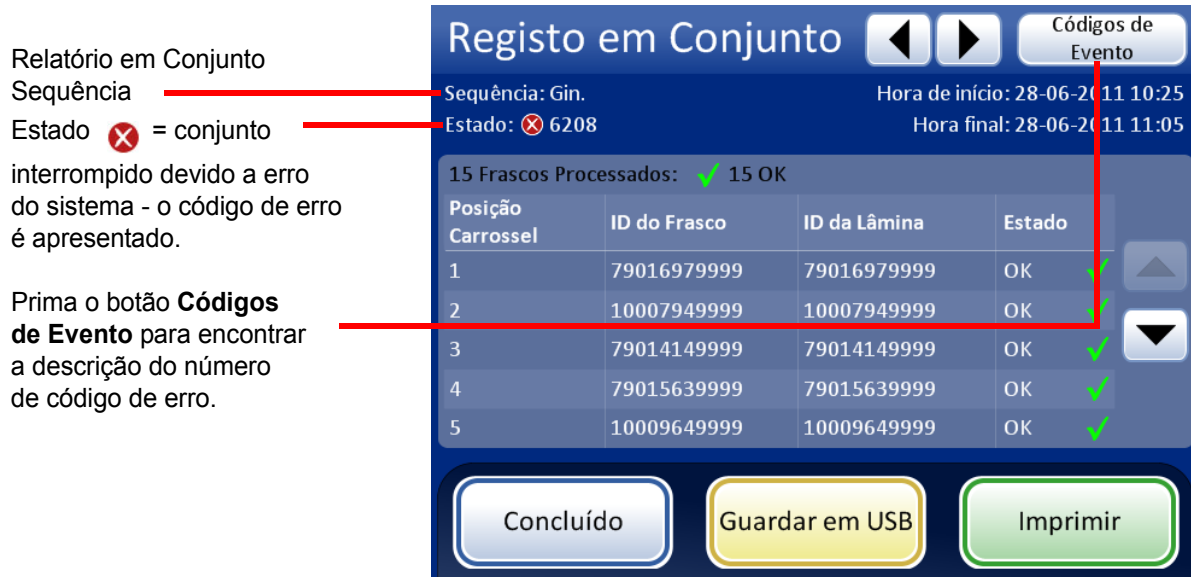 Relatório em Conjunto
Sequência
Estado = conjunto
interrompido devido a erro
do sistema - o código de erro
é apresentado.
Prima o botão Códigos
de Evento para encontrar
a descrição do número
de código de erro.
Registo em Conjunto
Códigos de
Evento
Sequência: Gin.
Hora de início: 28-06-2011 10:25
Estado: 6208
Hora final: 28-06-2011 11:05
15 Frascos Processados: 15 OK
Posição
Carrossel ID do Frasco ID da Lâmina Estado
1 79016979999 79016979999 OK
2 10007949999 10007949999 OK
3 79014149999 79014149999 OK
4 79015639999 79015639999 OK
5 10009649999 10009649999 OK
Concluído Guardar em USB Imprimir